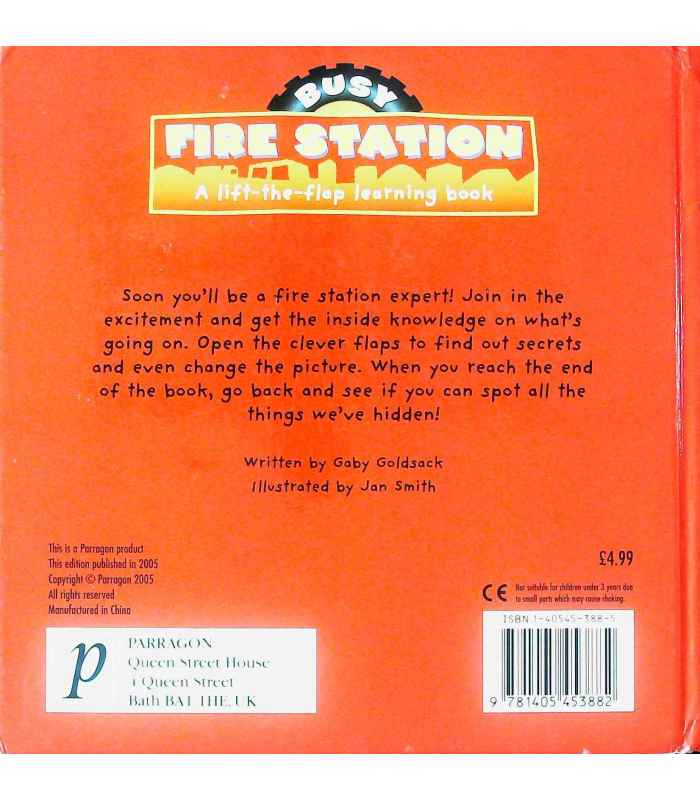 BUSY
FIRE STATION
A lift-the-flap learning book
Soon you'll be a fire station expert! Join in the
excitement and get the inside knowledge on what's
going on. Open the clever flaps to find out secrets
and even change the picture. When you reach the end
of the book, go back and see if you can spot all the
things we've hidden!
Written by Gaby Goldsack
Illustrated by Jan Smith
This is a Parragon product
This edition published in 2005
Copyright © Parragon 2005
All rights reserved
Manufactured in China
£4.99
CE Not suitable for children under 3 years due
to small parts which may cause choking.
ISBN 1-40545-388-5
9 781405 453882
p
PARRAGON
Queen Street House
4 Queen Street
Bath BA1 1HE, UK